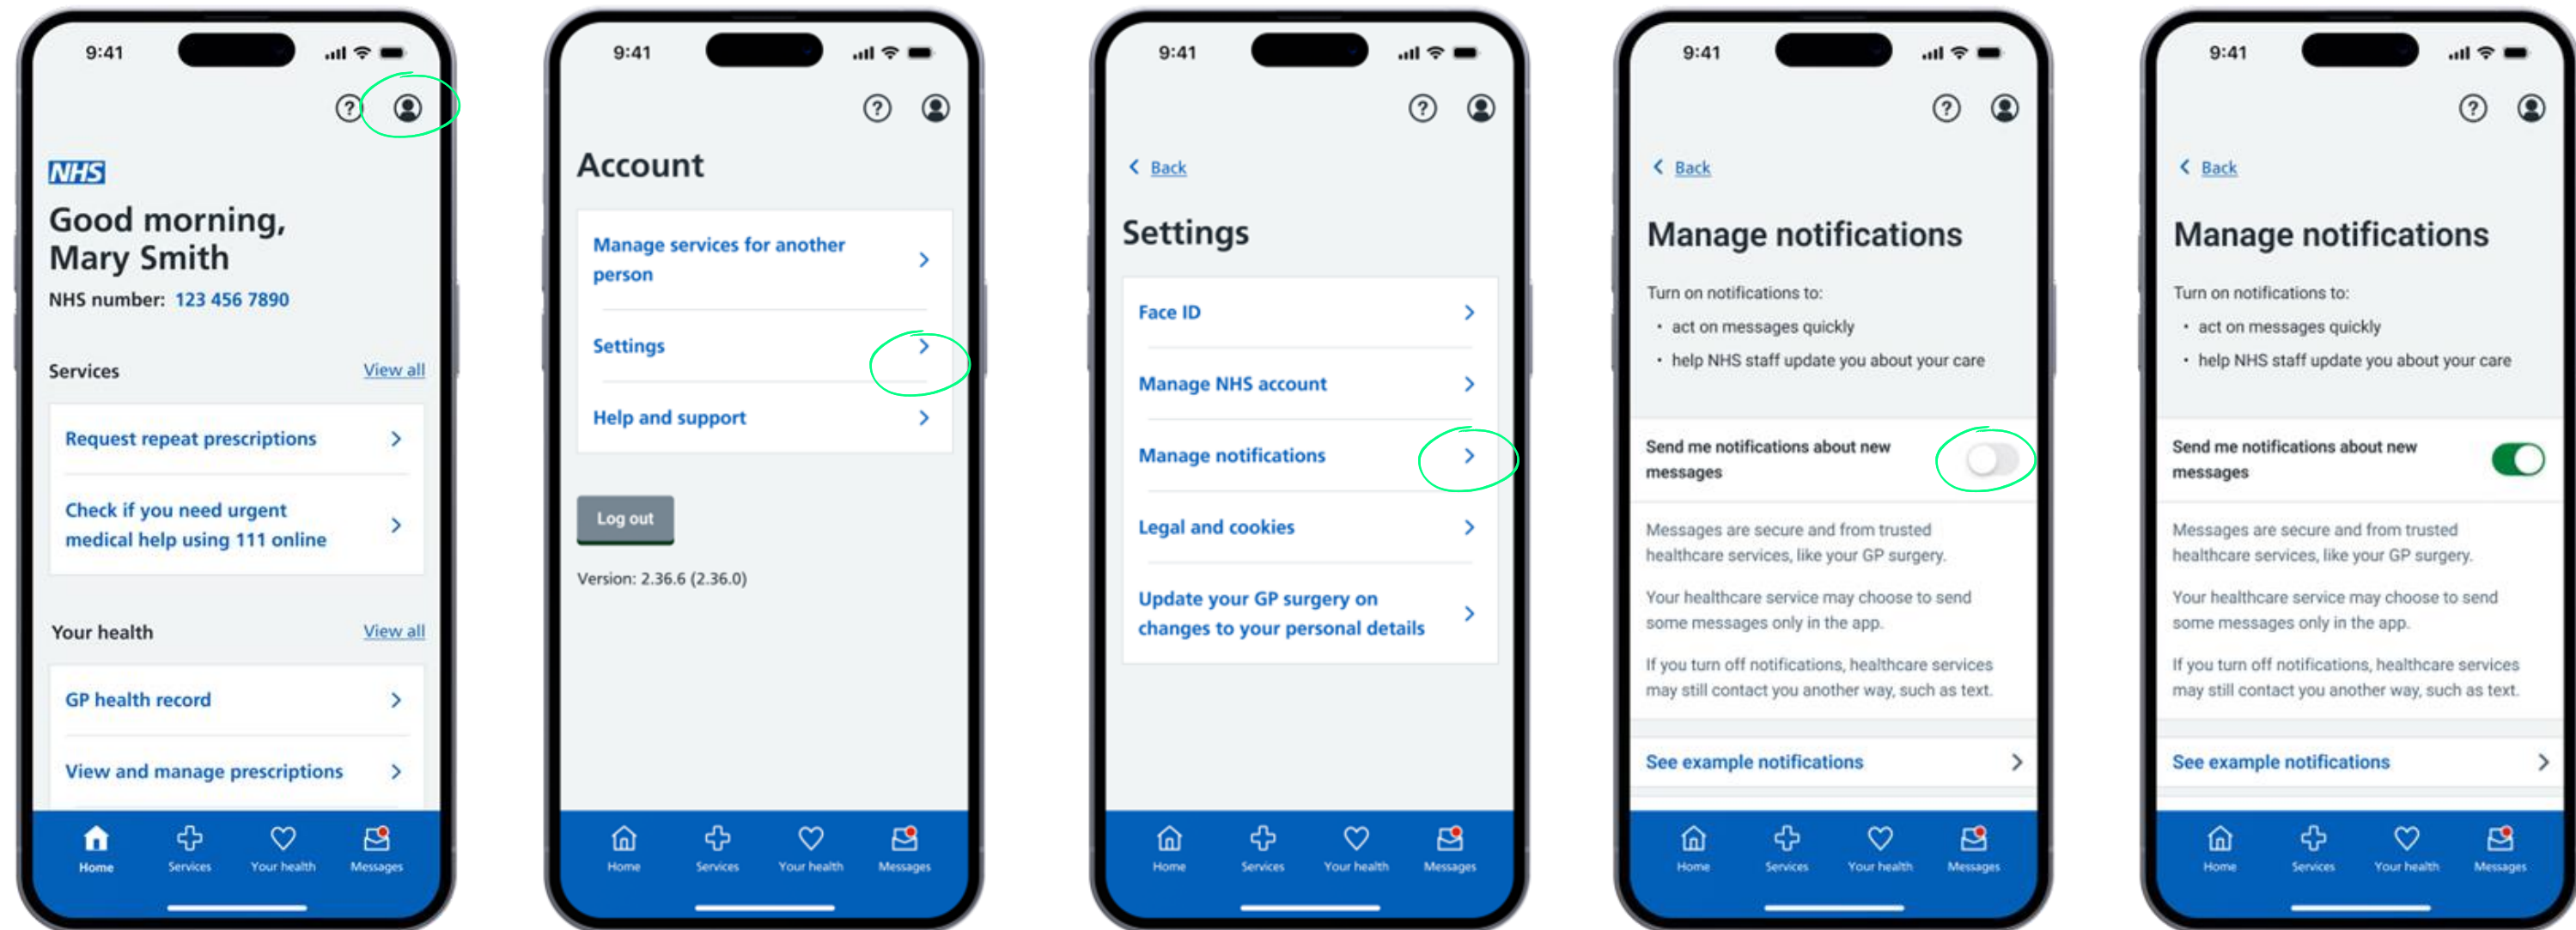 9:41
NHS
Good morning,
Mary Smith
NHS number: 123 456 7890
Services View all
Request repeat prescriptions
Check if you need urgent
medical help using 111 online
Your health View all
GP health record
View and manage prescriptions
Home Services Your health Messages
9:41
Account
Manage services for another
person
Settings
Help and support
Log out
Version: 2.36.6 (2.36.0)
Home Services Your health Messages
9:41
Back
Settings
Face ID
Manage NHS account
Manage notifications
Legal and cookies
Update your GP surgery on
changes to your personal details
Home Services Your health Messages
9:41
Back
Manage notifications
Turn on notifications to:
• act on messages quickly
• help NHS staff update you about your care
Send me notifications about new
messages
Messages are secure and from trusted
healthcare services, like your GP surgery.
Your healthcare service may choose to send
some messages only in the app.
If you turn off notifications, healthcare services
may still contact you another way, such as text.
See example notifications
Home Services Your health Messages
9:41
Back
Manage notifications
Turn on notifications to:
• act on messages quickly
• help NHS staff update you about your care
Send me notifications about new
messages
Messages are secure and from trusted
healthcare services, like your GP surgery.
Your healthcare service may choose to send
some messages only in the app.
If you turn off notifications, healthcare services
may still contact you another way, such as text.
See example notifications
Home Services Your health Messages